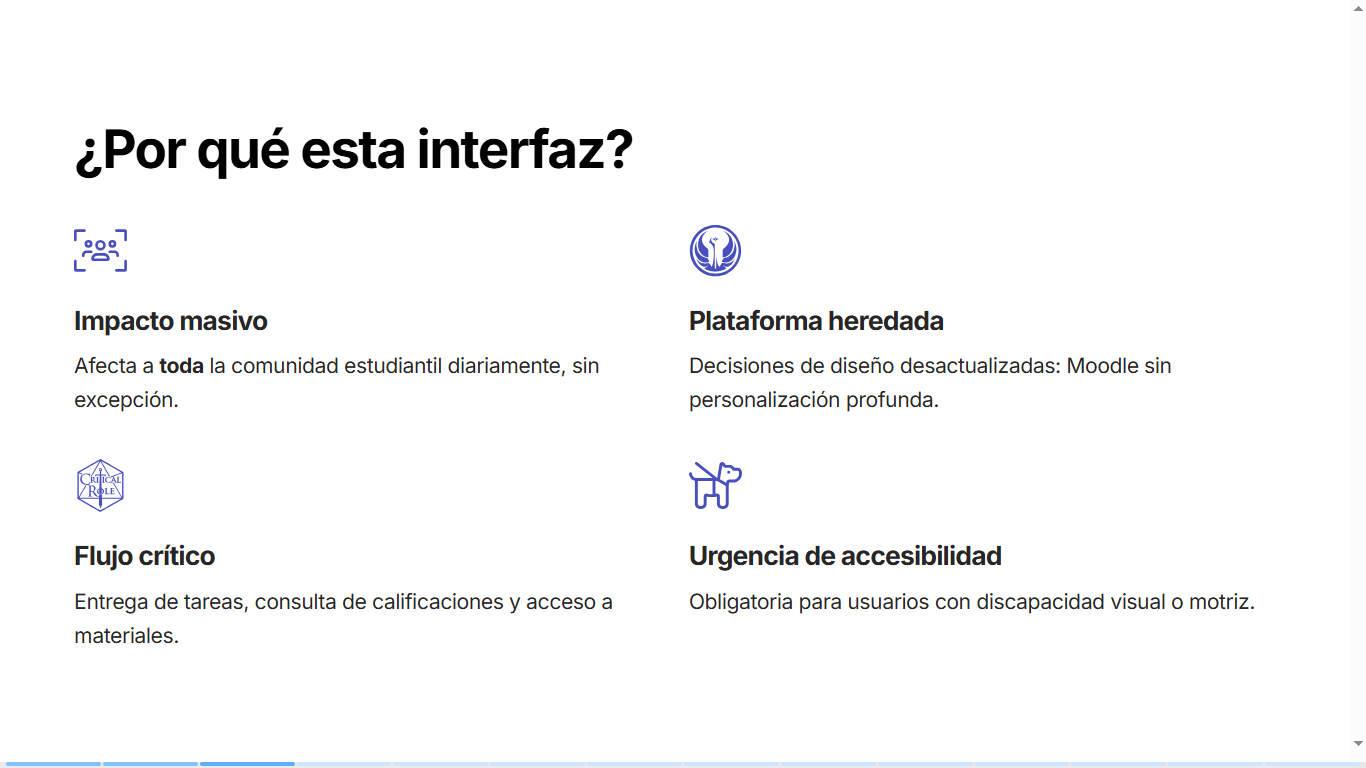 ¿Por qué esta interfaz?
Impacto masivo
Afecta a toda la comunidad estudiantil diariamente, sin
excepción.
Plataforma heredada
Decisiones de diseño desactualizadas: Moodle sin
personalización profunda.
CRITICAL
ROLE
Flujo crítico
Entrega de tareas, consulta de calificaciones y acceso a
materiales.
Urgencia de accesibilidad
Obligatoria para usuarios con discapacidad visual o motriz.